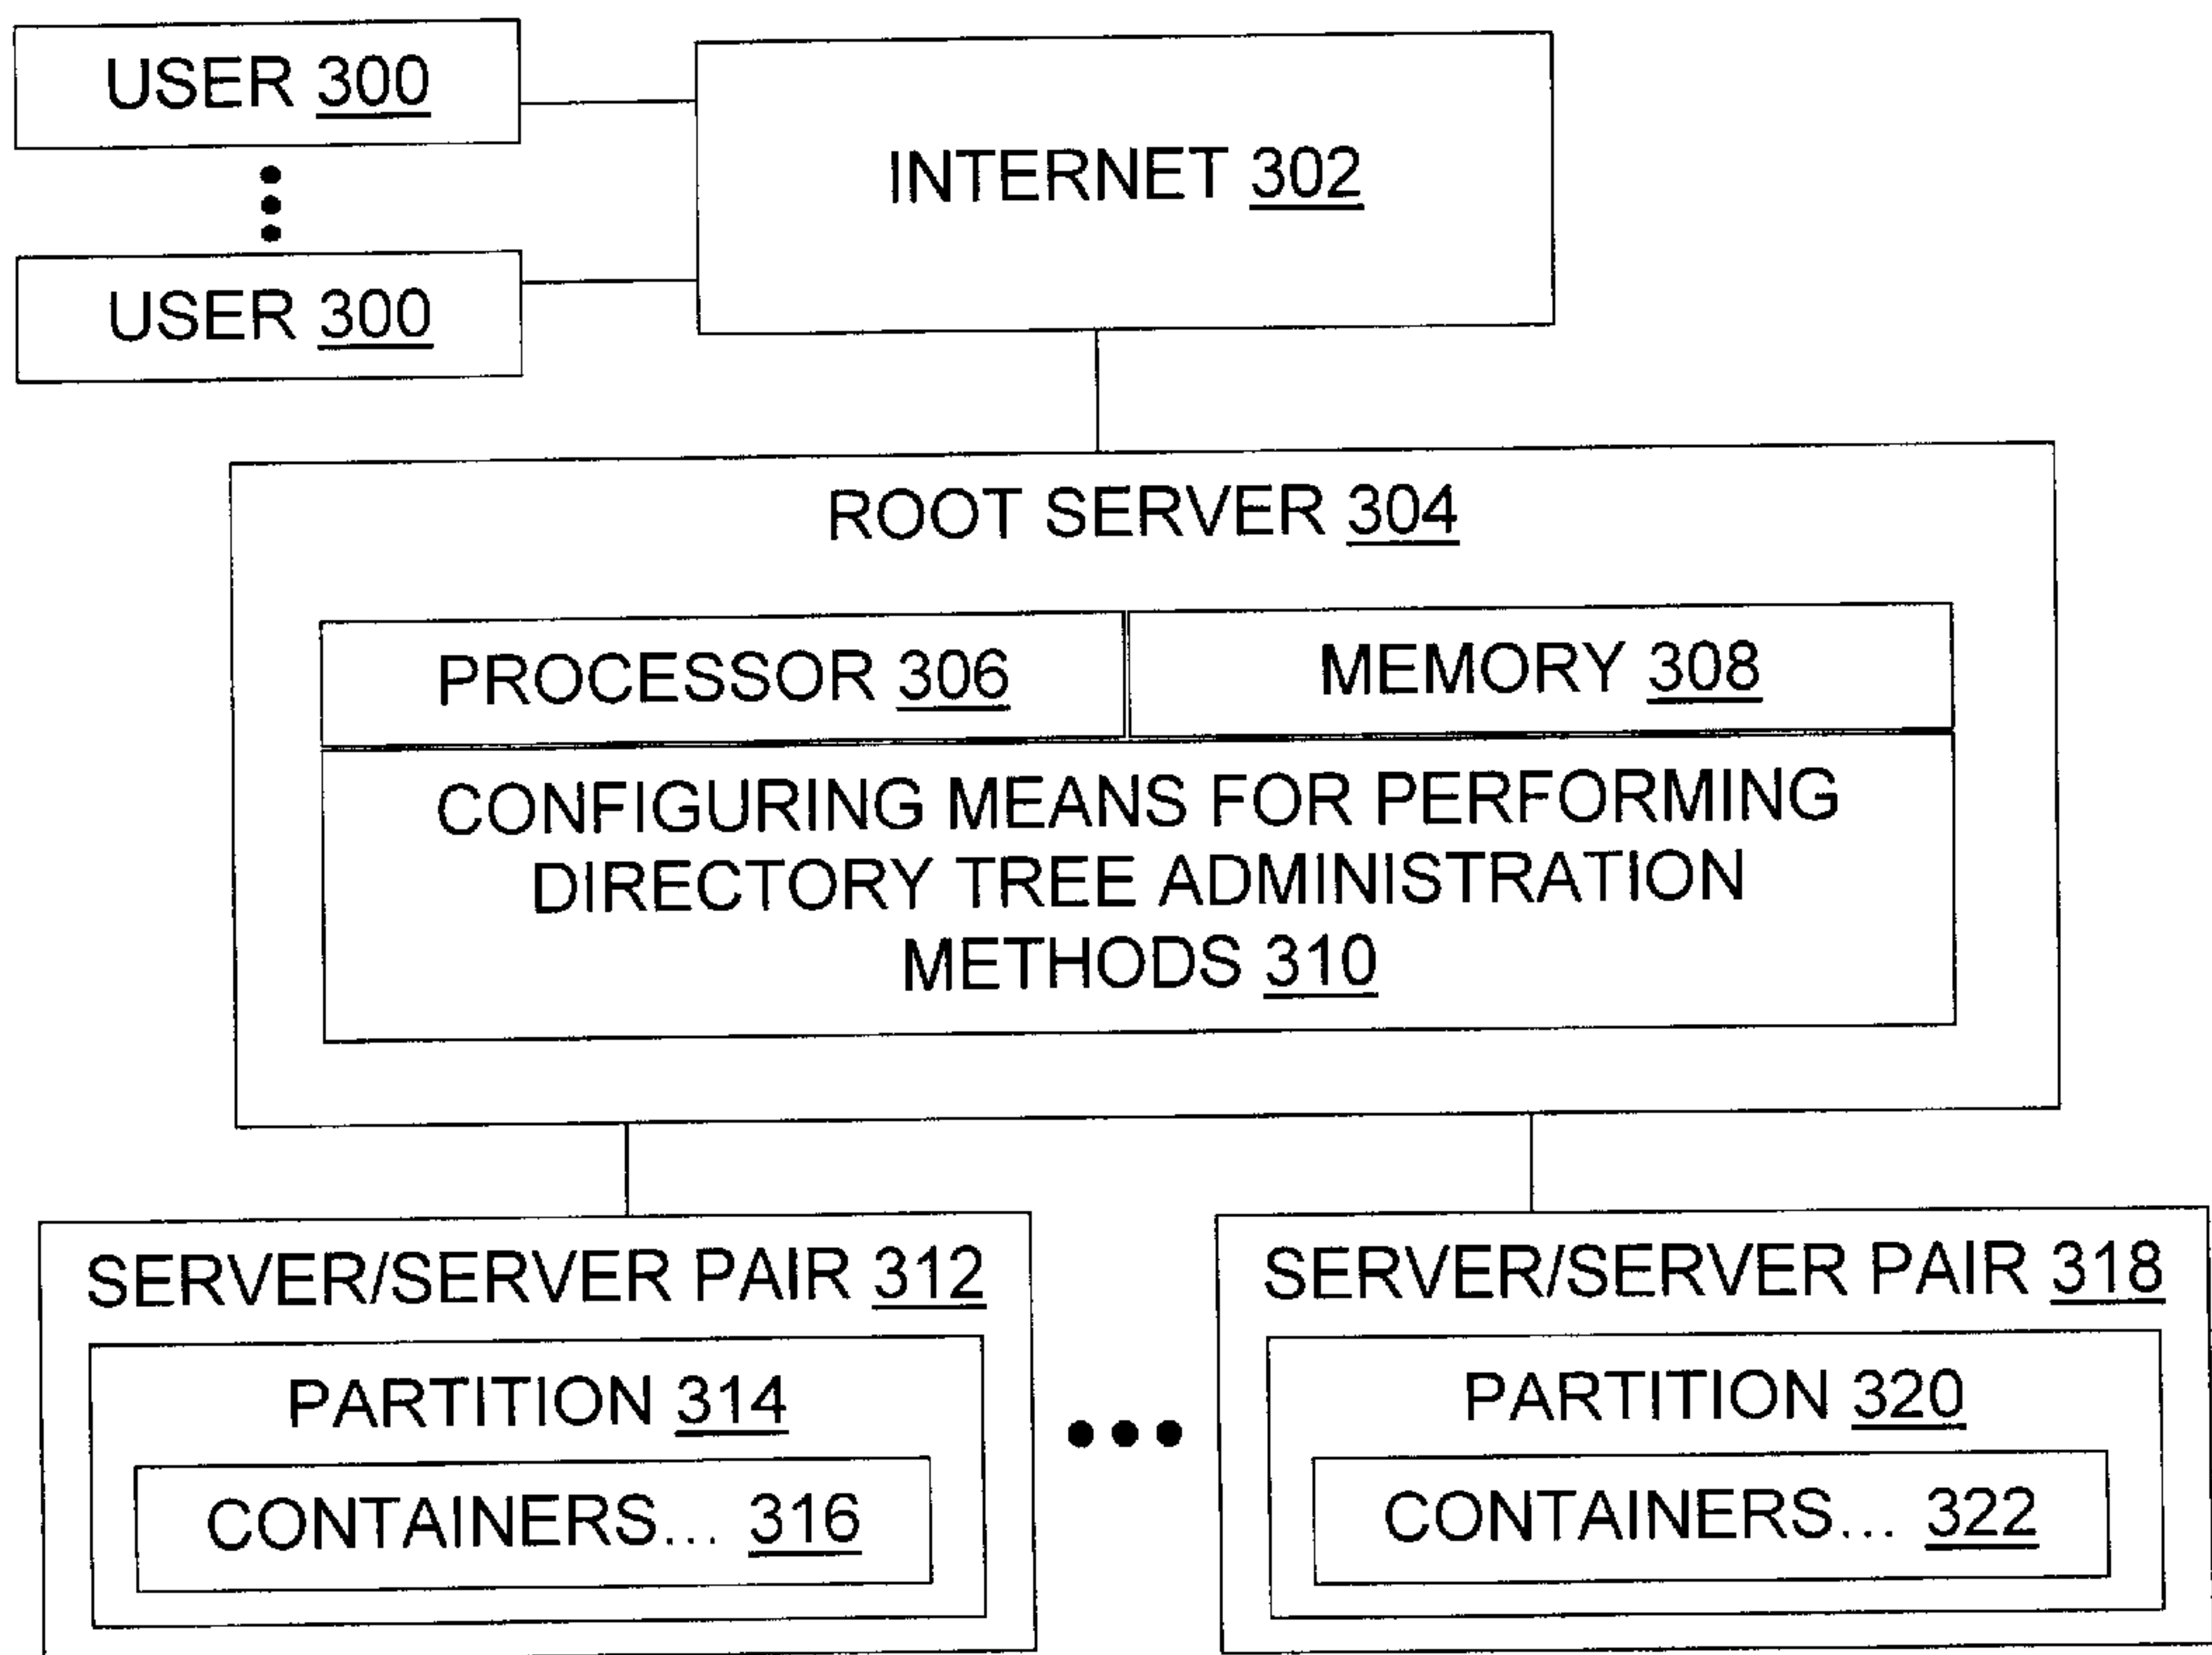 USER 300
INTERNET 302
USER 300
ROOT SERVER 304
PROCESSOR 306
MEMORY 308
CONFIGURING MEANS FOR PERFORMING
DIRECTORY TREE ADMINISTRATION
METHODS 310
SERVER/SERVER PAIR 312
PARTITION 314
CONTAINERS... 316
SERVER/SERVER PAIR 318
PARTITION 320
CONTAINERS... 322